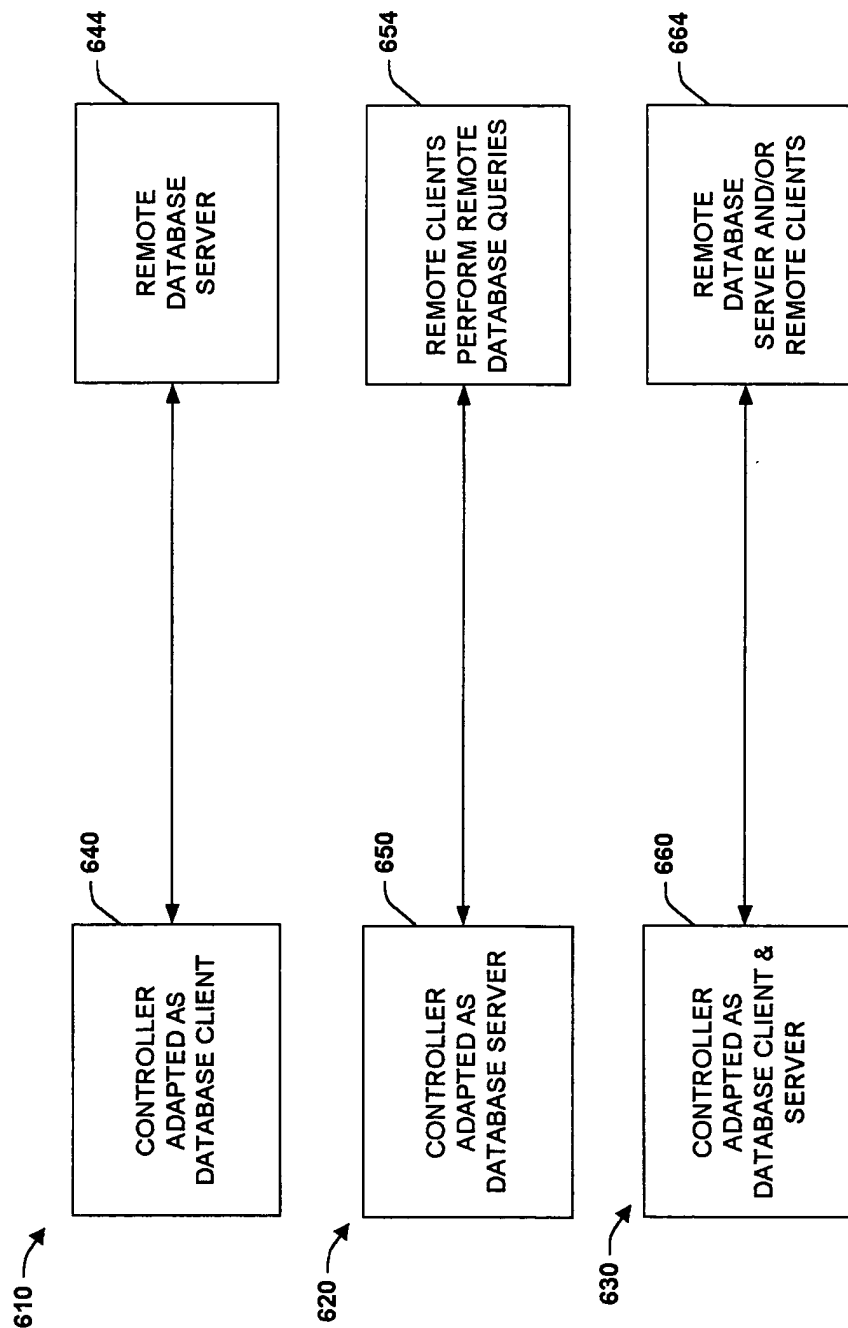 610
CONTROLLER
ADAPTED AS
DATABASE CLIENT
640
REMOTE
DATABASE
SERVER
644
620
CONTROLLER
ADAPTED AS
DATABASE SERVER
650
REMOTE CLIENTS
PERFORM REMOTE
DATABASE QUERIES
654
630
CONTROLLER
ADAPTED AS
DATABASE CLIENT &
SERVER
660
REMOTE
DATABASE
SERVER AND/OR
REMOTE CLIENTS
664